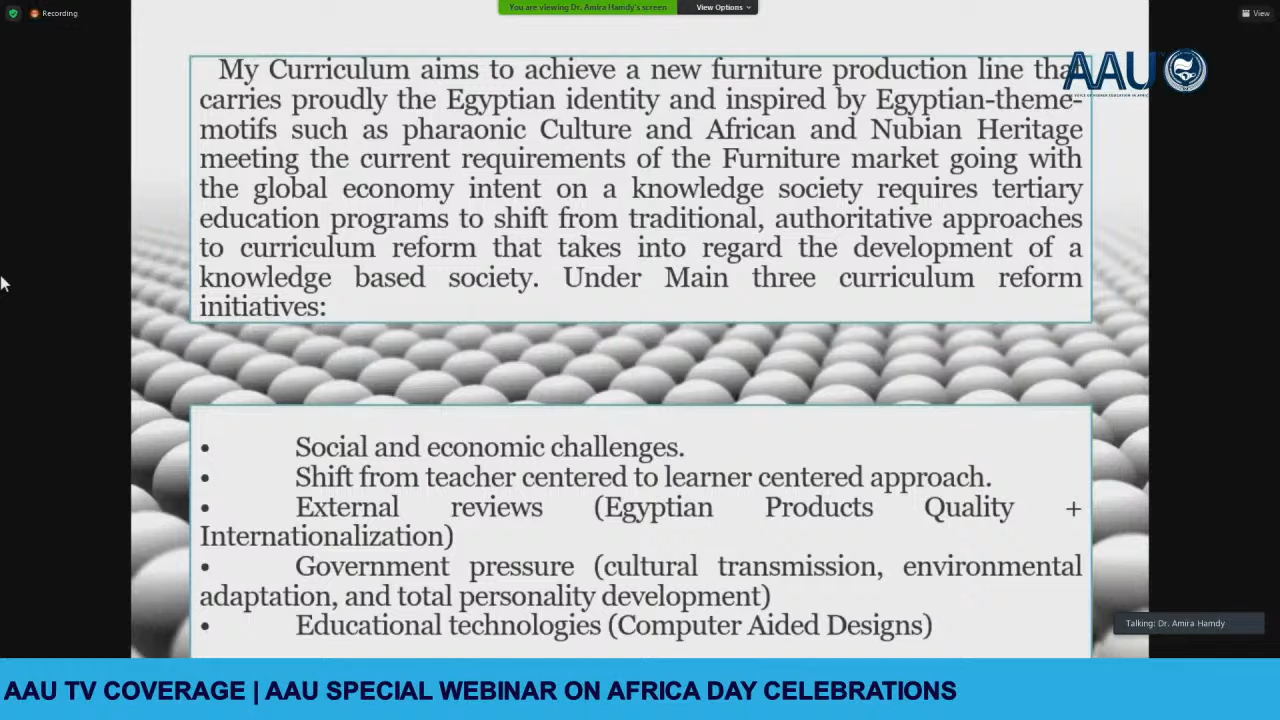 Recording
You are viewing Dr. Amira Hamdy's screen
View Options
View
AAU
My Curriculum aims to achieve a new furniture production line that
carries proudly the Egyptian identity and inspired by Egyptian-theme-
motifs such as pharaonic Culture and African and Nubian Heritage
meeting the current requirements of the Furniture market going with
the global economy intent on a knowledge society requires tertiary
education programs to shift from traditional, authoritative approaches
to curriculum reform that takes into regard the development of a
knowledge based society. Under Main three curriculum reform
initiatives:
• Social and economic challenges.
• Shift from teacher centered to learner centered approach.
• External reviews (Egyptian Products Quality +
Internationalization)
• Government pressure (cultural transmission, environmental
adaptation, and total personality development)
• Educational technologies (Computer Aided Designs)
Talking: Dr. Amira Hamdy
AAU TV COVERAGE | AAU SPECIAL WEBINAR ON AFRICA DAY CELEBRATIONS